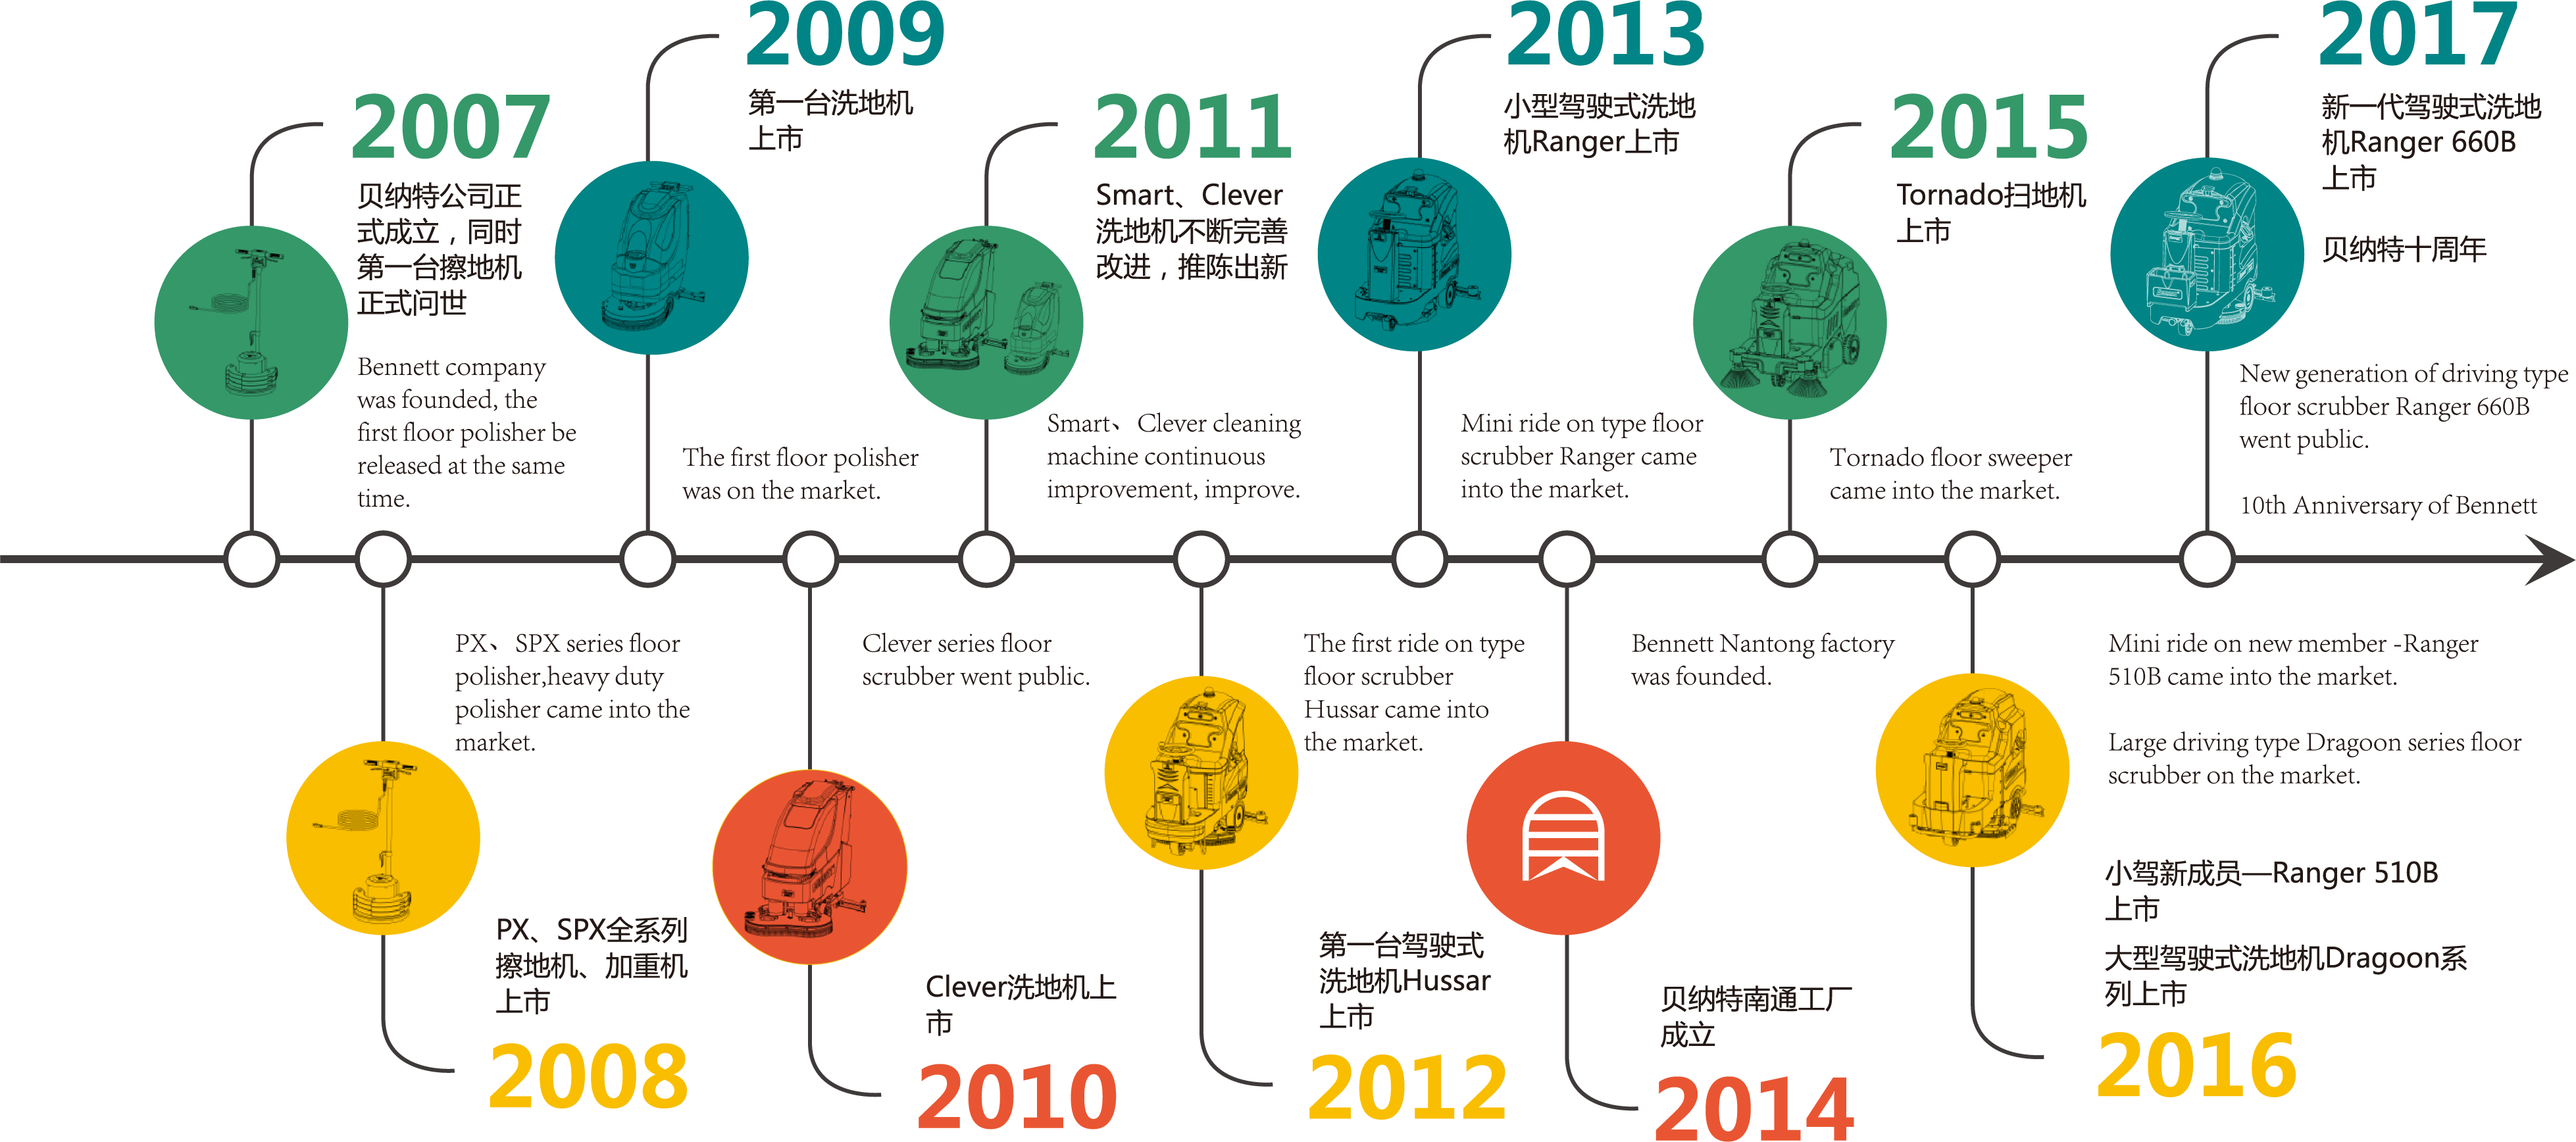 2007
贝纳特公司正
式成立，同时
第一台擦地机
正式问世
Bennett company
was founded, the
first floor polisher be
released at the same
time.
PX、SPX series floor
polisher,heavy duty
polisher came into the
market.
PX、SPX全系列
擦地机、加重机
上市
2008
2009
第一台洗地机
上市
The first floor polisher
was on the market.
Clever series floor
scrubber went public.
Clever洗地机上
市
2010
2011
Smart、Clever
洗地机不断完善
改进，推陈出新
Smart、Clever cleaning
machine continuous
improvement, improve.
The first ride on type
floor scrubber
Hussar came into
the market.
第一台驾驶式
洗地机Hussar
上市
2012
2013
小型驾驶式洗地
机Ranger上市
Mini ride on type floor
scrubber Ranger came
into the market.
Bennett Nantong factory
was founded.
贝纳特南通工厂
成立
2014
2015
Tornado扫地机
上市
Tornado floor sweeper
came into the market.
Mini ride on new member -Ranger
510B came into the market.
Large driving type Dragoon series floor
scrubber on the market.
小驾新成员—Ranger 510B
上市
大型驾驶式洗地机Dragoon系
列上市
2016
2017
新一代驾驶式洗地
机Ranger 660B
上市
贝纳特十周年
New generation of driving type
floor scrubber Ranger 660B
went public.
10th Anniversary of Bennett